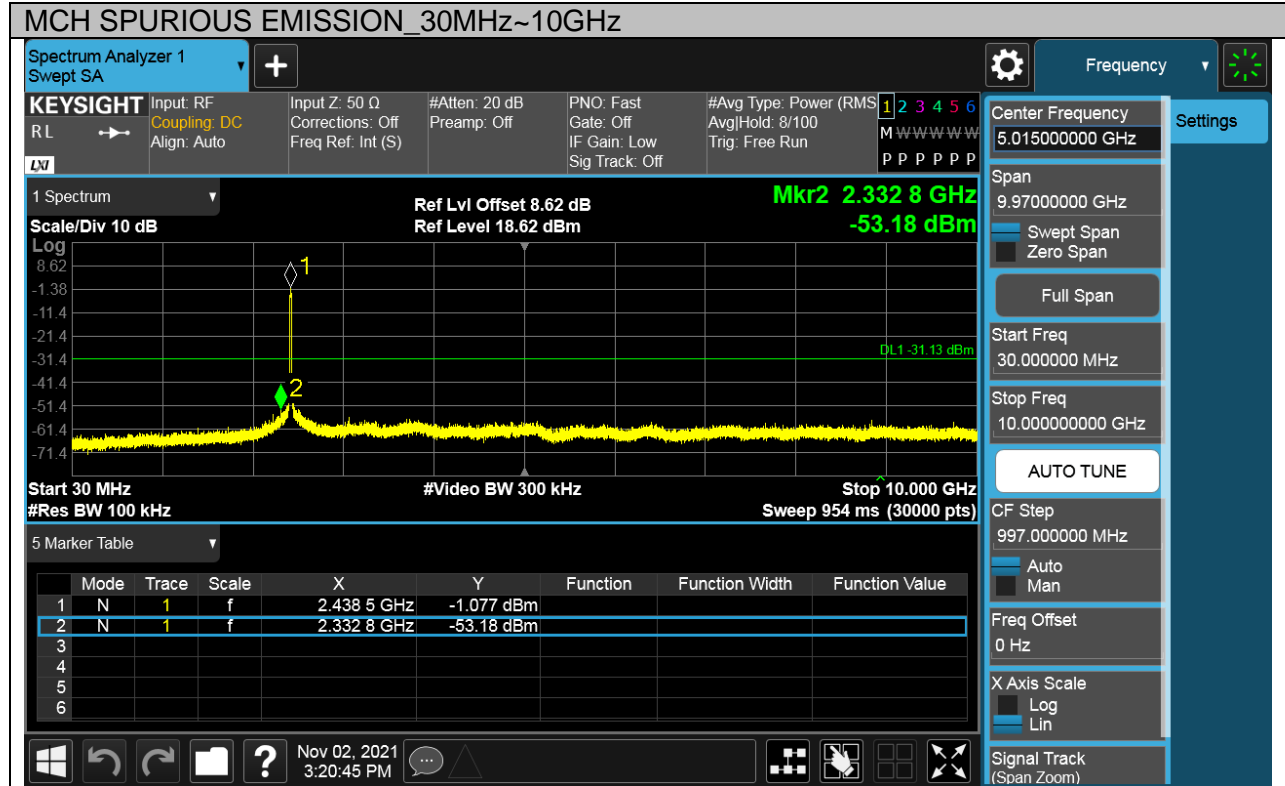 MCH SPURIOUS EMISSION_30MHz~10GHz
Spectrum Analyzer 1
Swept SA
+
Frequency
KEYSIGHT
RL
LXI
Input: RF
Coupling: DC
Align: Auto
Input Z: 50 Ω
Corrections: Off
Freq Ref: Int (S)
#Atten: 20 dB
Preamp: Off
PNO: Fast
Gate: Off
IF Gain: Low
Sig Track: Off
#Avg Type: Power (RMS
Avg|Hold: 8/100
Trig: Free Run
1 2 3 4 5 6
M W W W W W
P P P P P P
1 Spectrum
Scale/Div 10 dB
Ref Lvl Offset 8.62 dB
Ref Level 18.62 dBm
Mkr2 2.332 8 GHz
-53.18 dBm
Log
8.62
-1.38
-11.4
-21.4
-31.4
-41.4
-51.4
-61.4
-71.4
1
2
DL1 -31.13 dBm
Start 30 MHz
#Video BW 300 kHz
Stop 10.000 GHz
#Res BW 100 kHz
Sweep 954 ms (30000 pts)
5 Marker Table
Mode Trace Scale X Y Function Function Width Function Value
1 N 1 f 2.438 5 GHz -1.077 dBm
2 N 1 f 2.332 8 GHz -53.18 dBm
3
4
5
6
Nov 02, 2021
3:20:45 PM
?
Center Frequency
5.015000000 GHz
Settings
Span
9.97000000 GHz
Swept Span
Zero Span
Full Span
Start Freq
30.000000 MHz
Stop Freq
10.000000000 GHz
AUTO TUNE
CF Step
997.000000 MHz
Auto
Man
Freq Offset
0 Hz
X Axis Scale
Log
Lin
Signal Track
(Span Zoom)